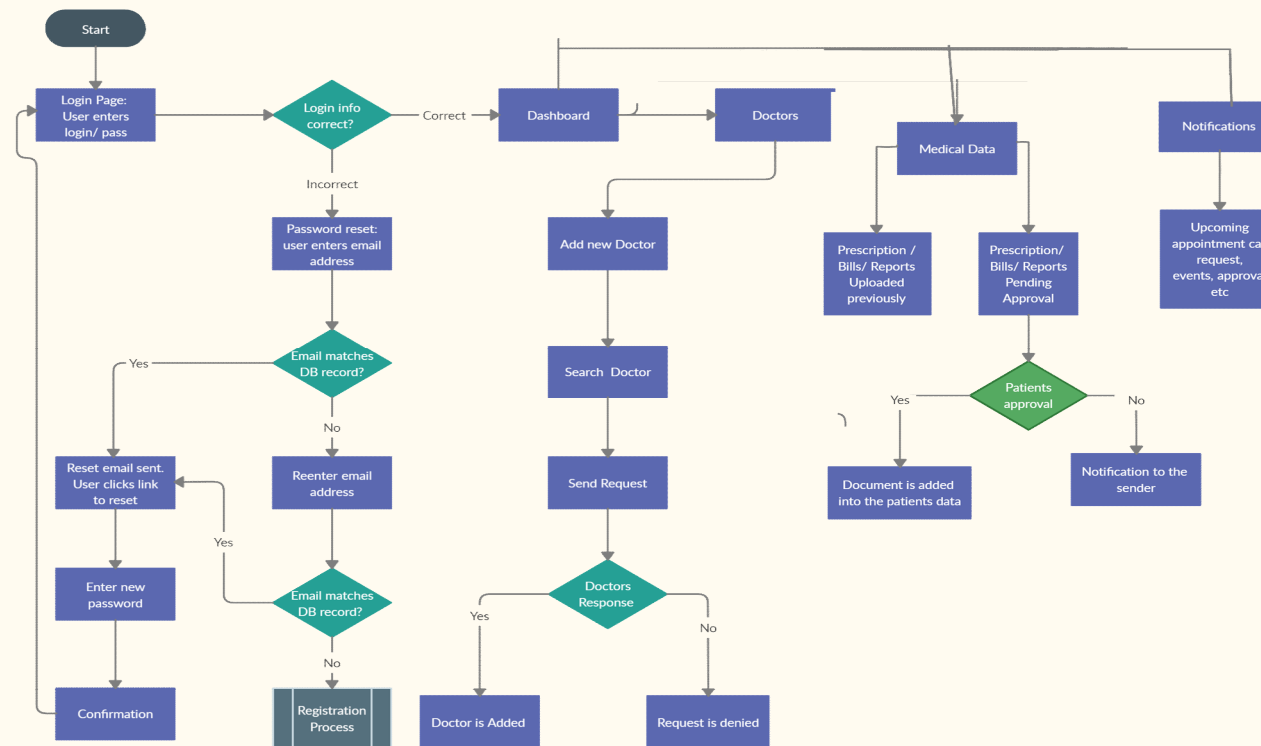 Start
Login Page:
User enters
login/ pass
Login info
correct?
Correct
Dashboard
Doctors
Medical Data
Notifications
Incorrect
Password reset:
user enters email
address
Add new Doctor
Prescription /
Bills/ Reports
Uploaded
previously
Prescription/
Bills/ Reports
Pending
Approval
Upcoming
appointment ca
request,
events, approva
etc
Email matches
DB record?
Yes
No
Search Doctor
Patients
approval
Yes
No
Reset email sent.
User clicks link
to reset
Reenter email
address
Send Request
Document is added
into the patients data
Notification to the
sender
Yes
Enter new
password
Email matches
DB record?
Doctors
Response
Yes
No
No
Confirmation
Registration
Process
Doctor is Added
Request is denied